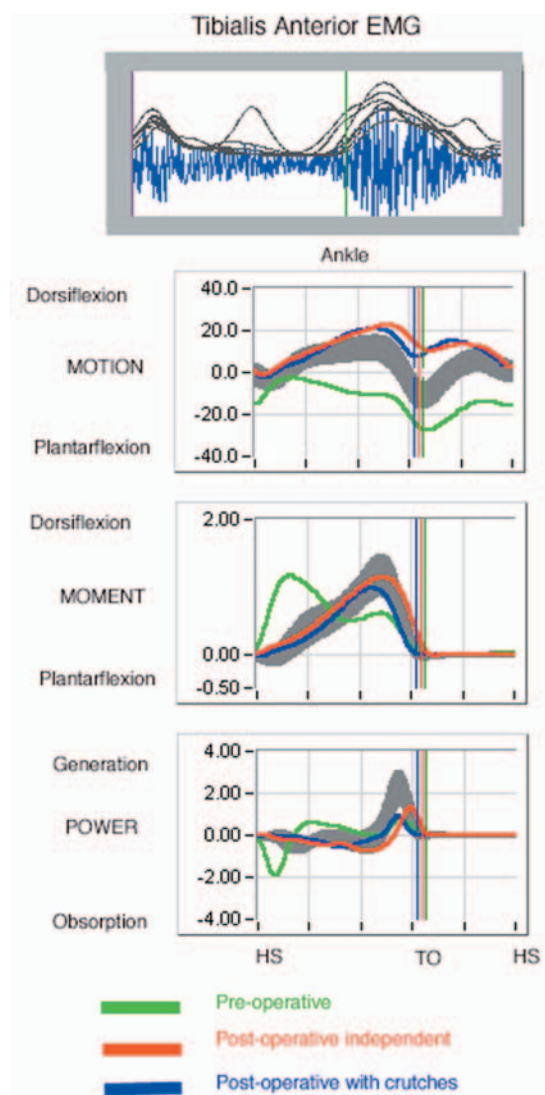 Tibialis Anterior EMG
Ankle
Dorsiflexion
MOTION
Plantarflexion
40.0
20.0
0.0
-20.0
-40.0
Dorsiflexion
MOMENT
Plantarflexion
2.00
0.00
-0.50
Generation
POWER
Obsorption
4.00
2.00
0.00
-2.00
-4.00
HS TO HS
Pre-operative
Post-operative independent
Post-operative with crutches